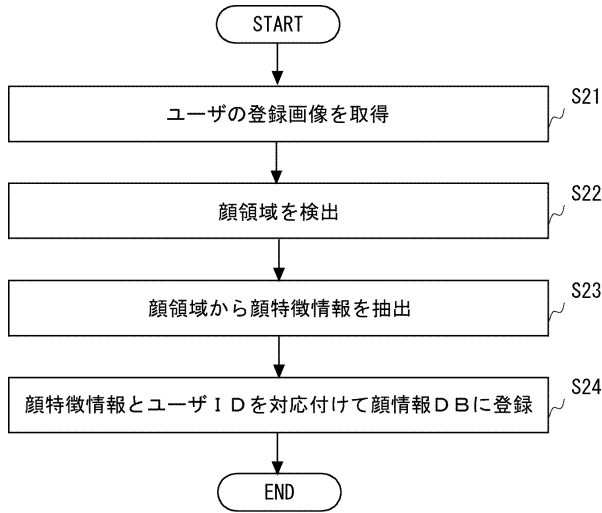 START
ユーザの登録画像を取得
S21
顔領域を検出
S22
顔領域から顔特徴情報を抽出
S23
顔特徴情報とユーザＩＤを対応付けて顔情報ＤＢに登録
S24
END